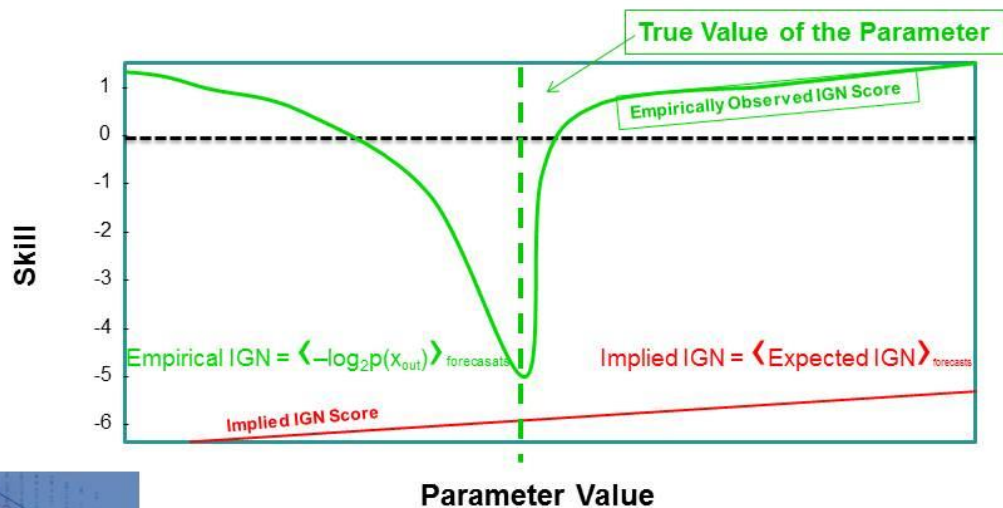 True Value of the Parameter
Empirically Observed IGN Score
1
0
-1
-2
-3
-4
-5
-6
Skill
Empirical IGN = ⟨–log₂p(xₒᵤₜ)⟩ forecasats
Implied IGN = ⟨Expected IGN⟩ forecasts
Implied IGN Score
Parameter Value